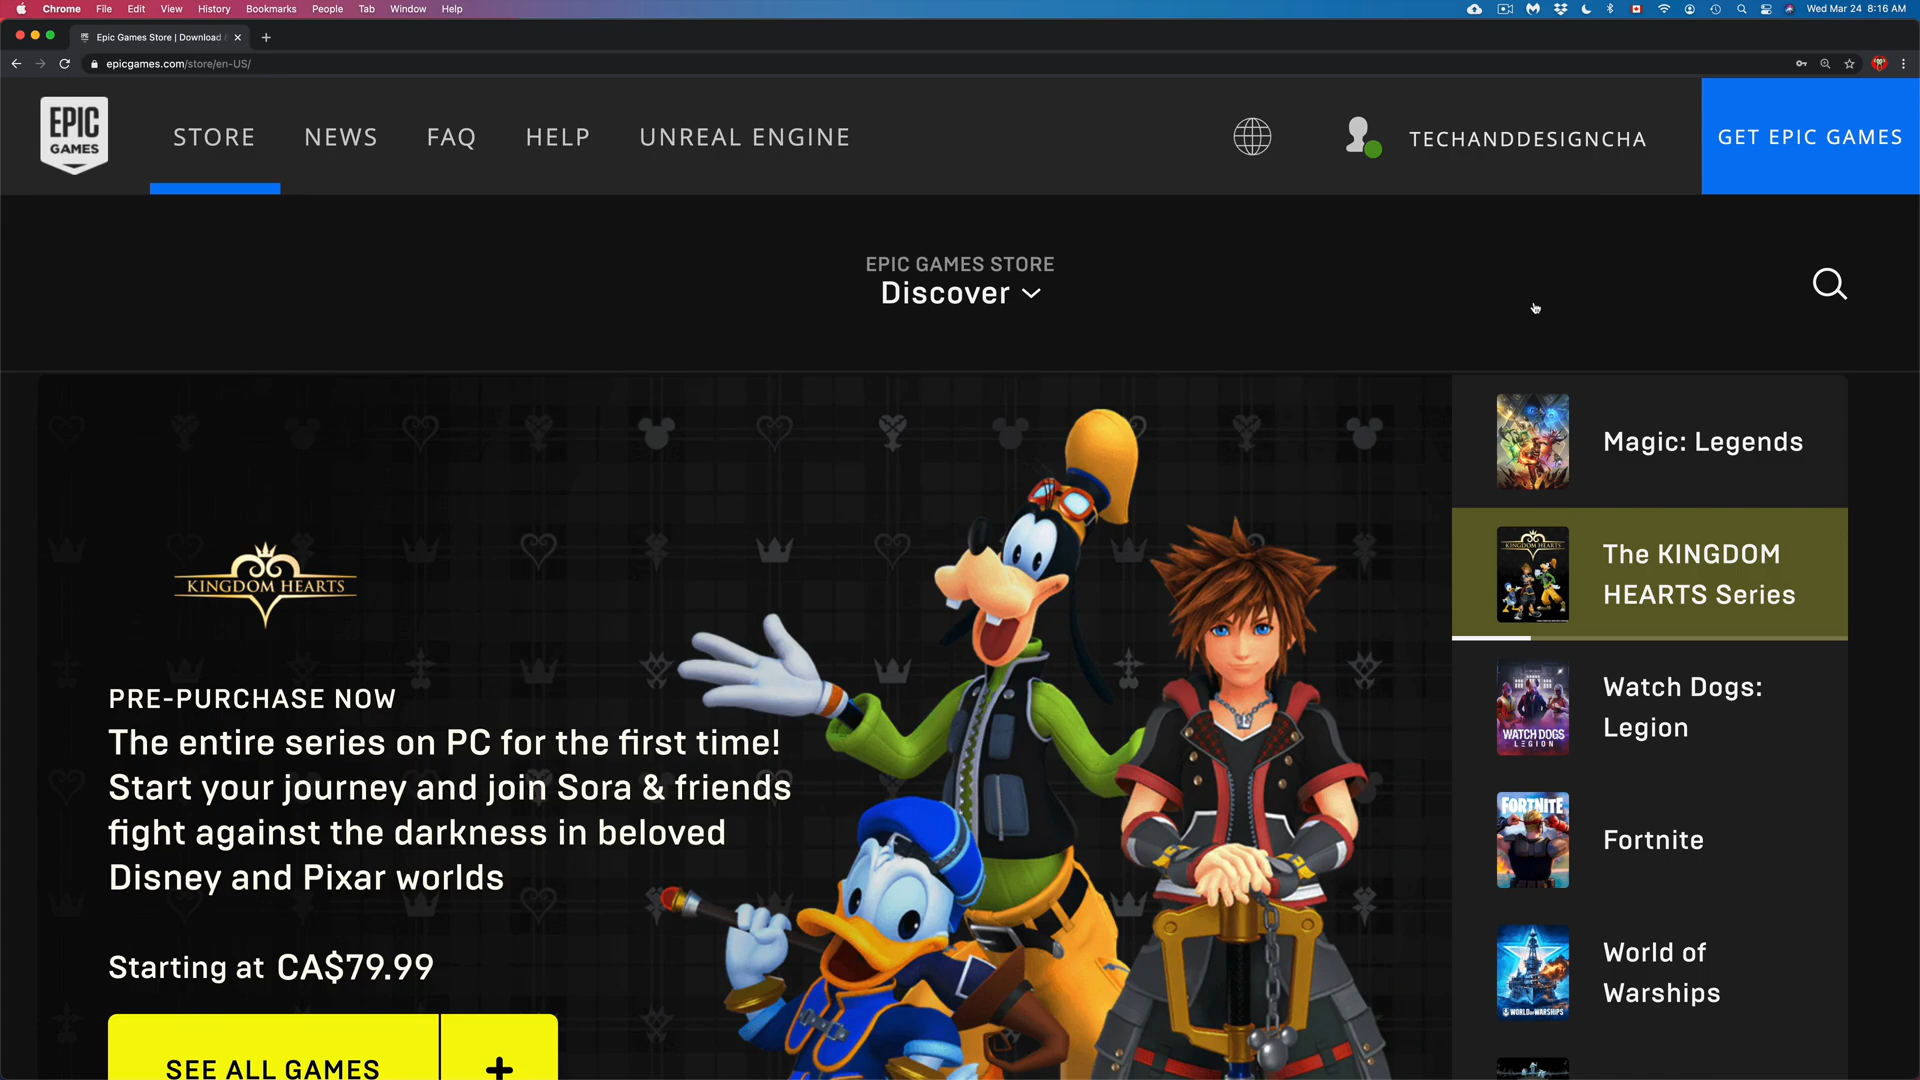 Chrome File Edit View History Bookmarks People Tab Window Help
Wed Mar 24 8:16 AM
Epic Games Store | Download
epicgames.com/store/en-US/
EPIC
GAMES
STORE NEWS FAQ HELP UNREAL ENGINE
TECHANDDESIGNCHA
GET EPIC GAMES
EPIC GAMES STORE
Discover
KINGDOM HEARTS
PRE-PURCHASE NOW
The entire series on PC for the first time!
Start your journey and join Sora & friends
fight against the darkness in beloved
Disney and Pixar worlds
Starting at CA$79.99
SEE ALL GAMES +
Magic: Legends
KINGDOM HEARTS
The KINGDOM
HEARTS Series
WATCH DOGS
LEGION
Watch Dogs:
Legion
FORTNITE
Fortnite
WORLD OF WARSHIPS
World of
Warships